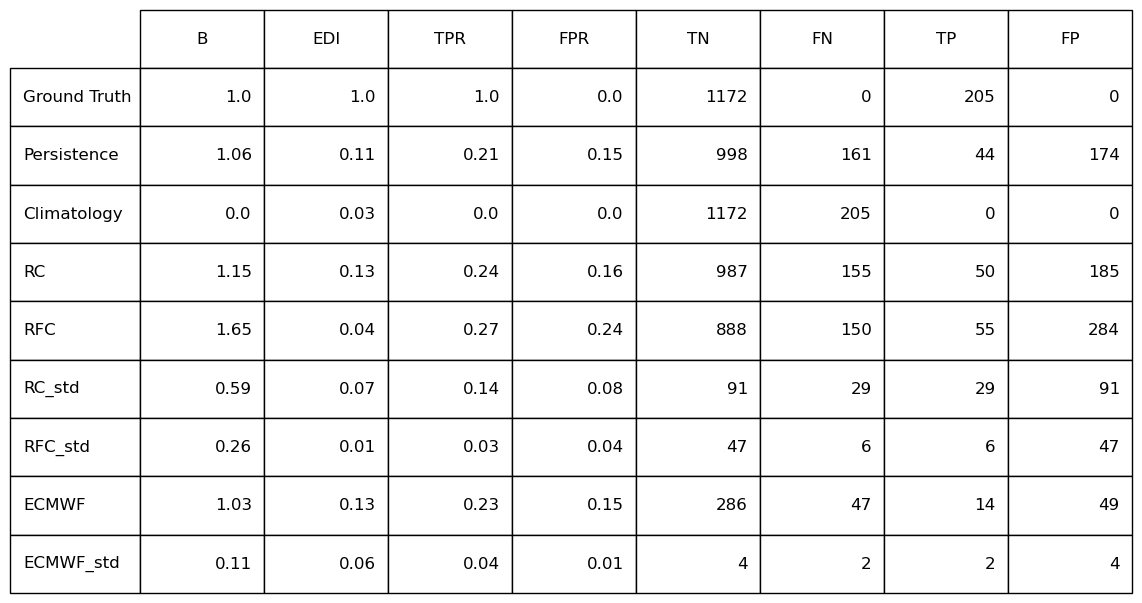 B EDI TPR FPR TN FN TP FP
Ground Truth 1.0 1.0 1.0 0.0 1172 0 205 0
Persistence 1.06 0.11 0.21 0.15 998 161 44 174
Climatology 0.0 0.03 0.0 0.0 1172 205 0 0
RC 1.15 0.13 0.24 0.16 987 155 50 185
RFC 1.65 0.04 0.27 0.24 888 150 55 284
RC_std 0.59 0.07 0.14 0.08 91 29 29 91
RFC_std 0.26 0.01 0.03 0.04 47 6 6 47
ECMWF 1.03 0.13 0.23 0.15 286 47 14 49
ECMWF_std 0.11 0.06 0.04 0.01 4 2 2 4